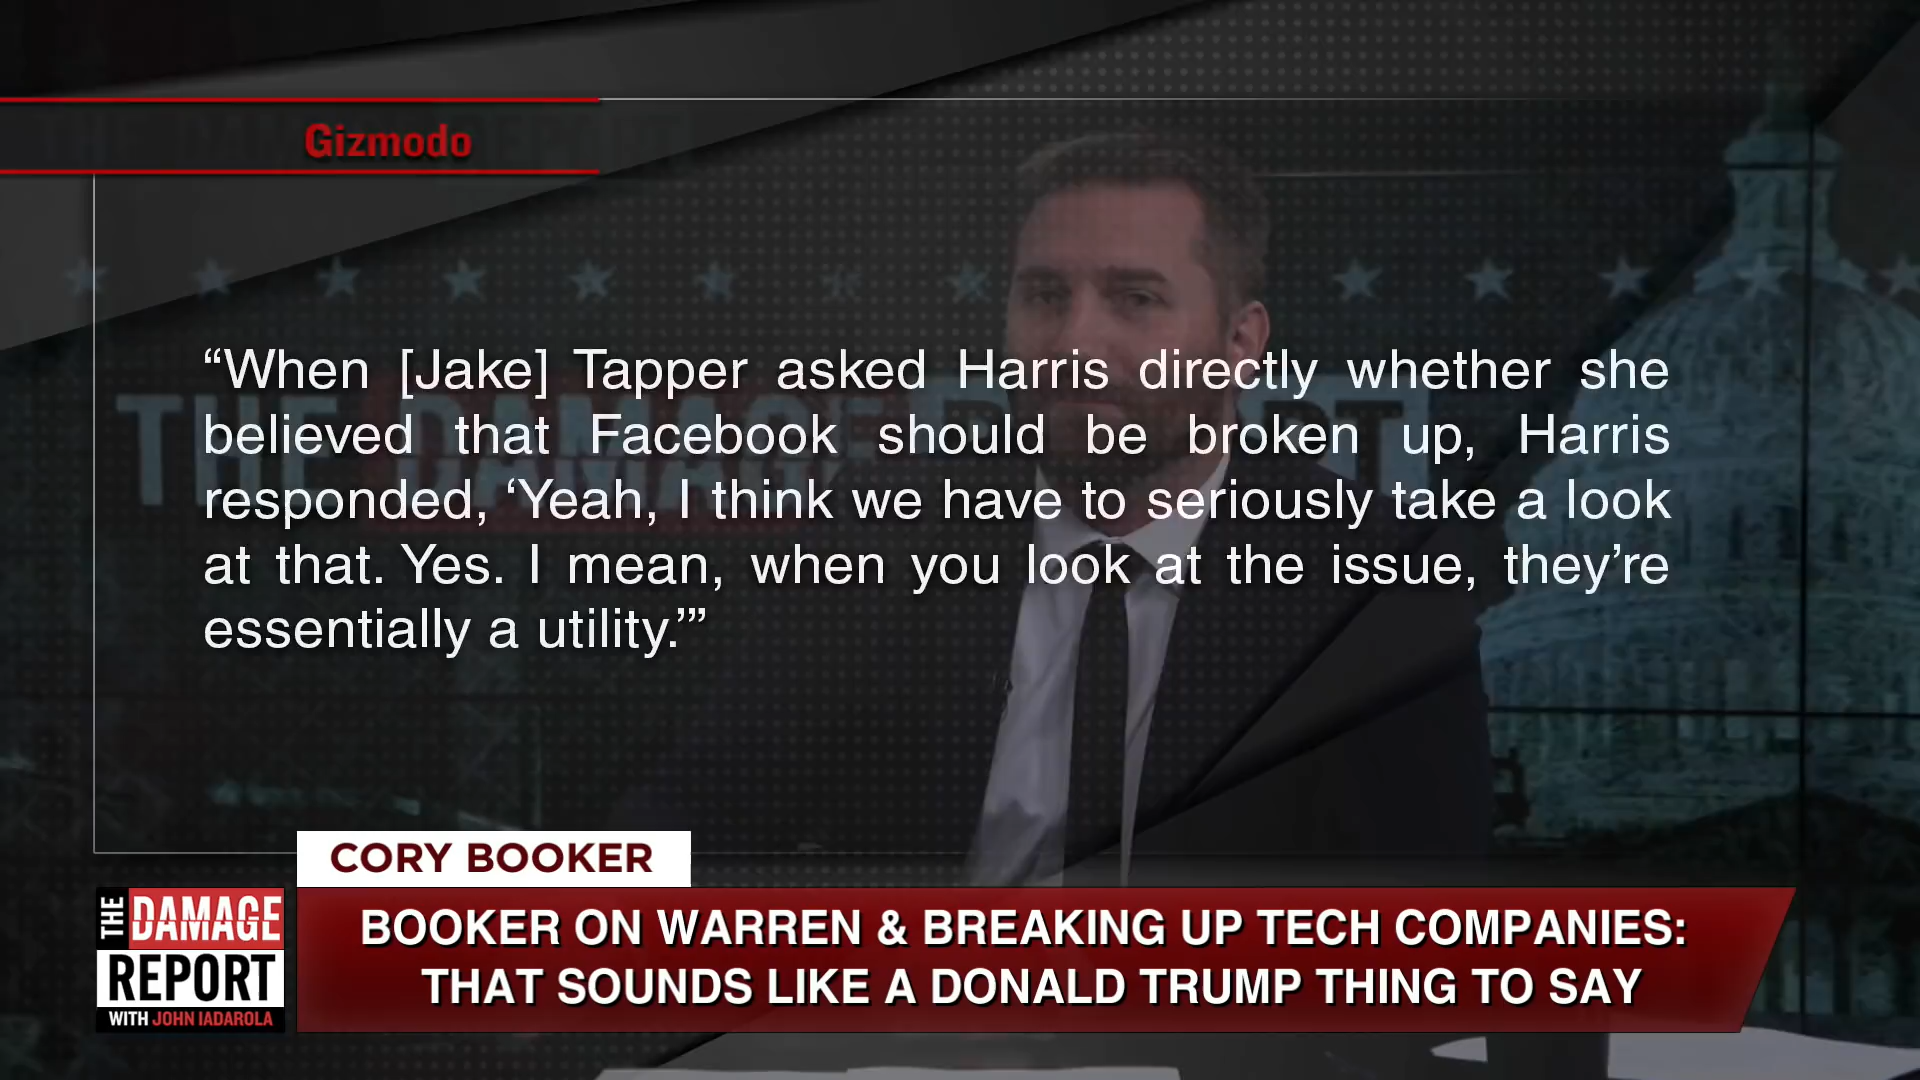 Gizmodo
“When [Jake] Tapper asked Harris directly whether she
believed that Facebook should be broken up, Harris
responded, ‘Yeah, I think we have to seriously take a look
at that. Yes. I mean, when you look at the issue, they’re
essentially a utility.’”
THE DAMAGE REPORT
CORY BOOKER
BOOKER ON WARREN & BREAKING UP TECH COMPANIES:
THAT SOUNDS LIKE A DONALD TRUMP THING TO SAY
THE DAMAGE
REPORT
WITH JOHN IADAROLA